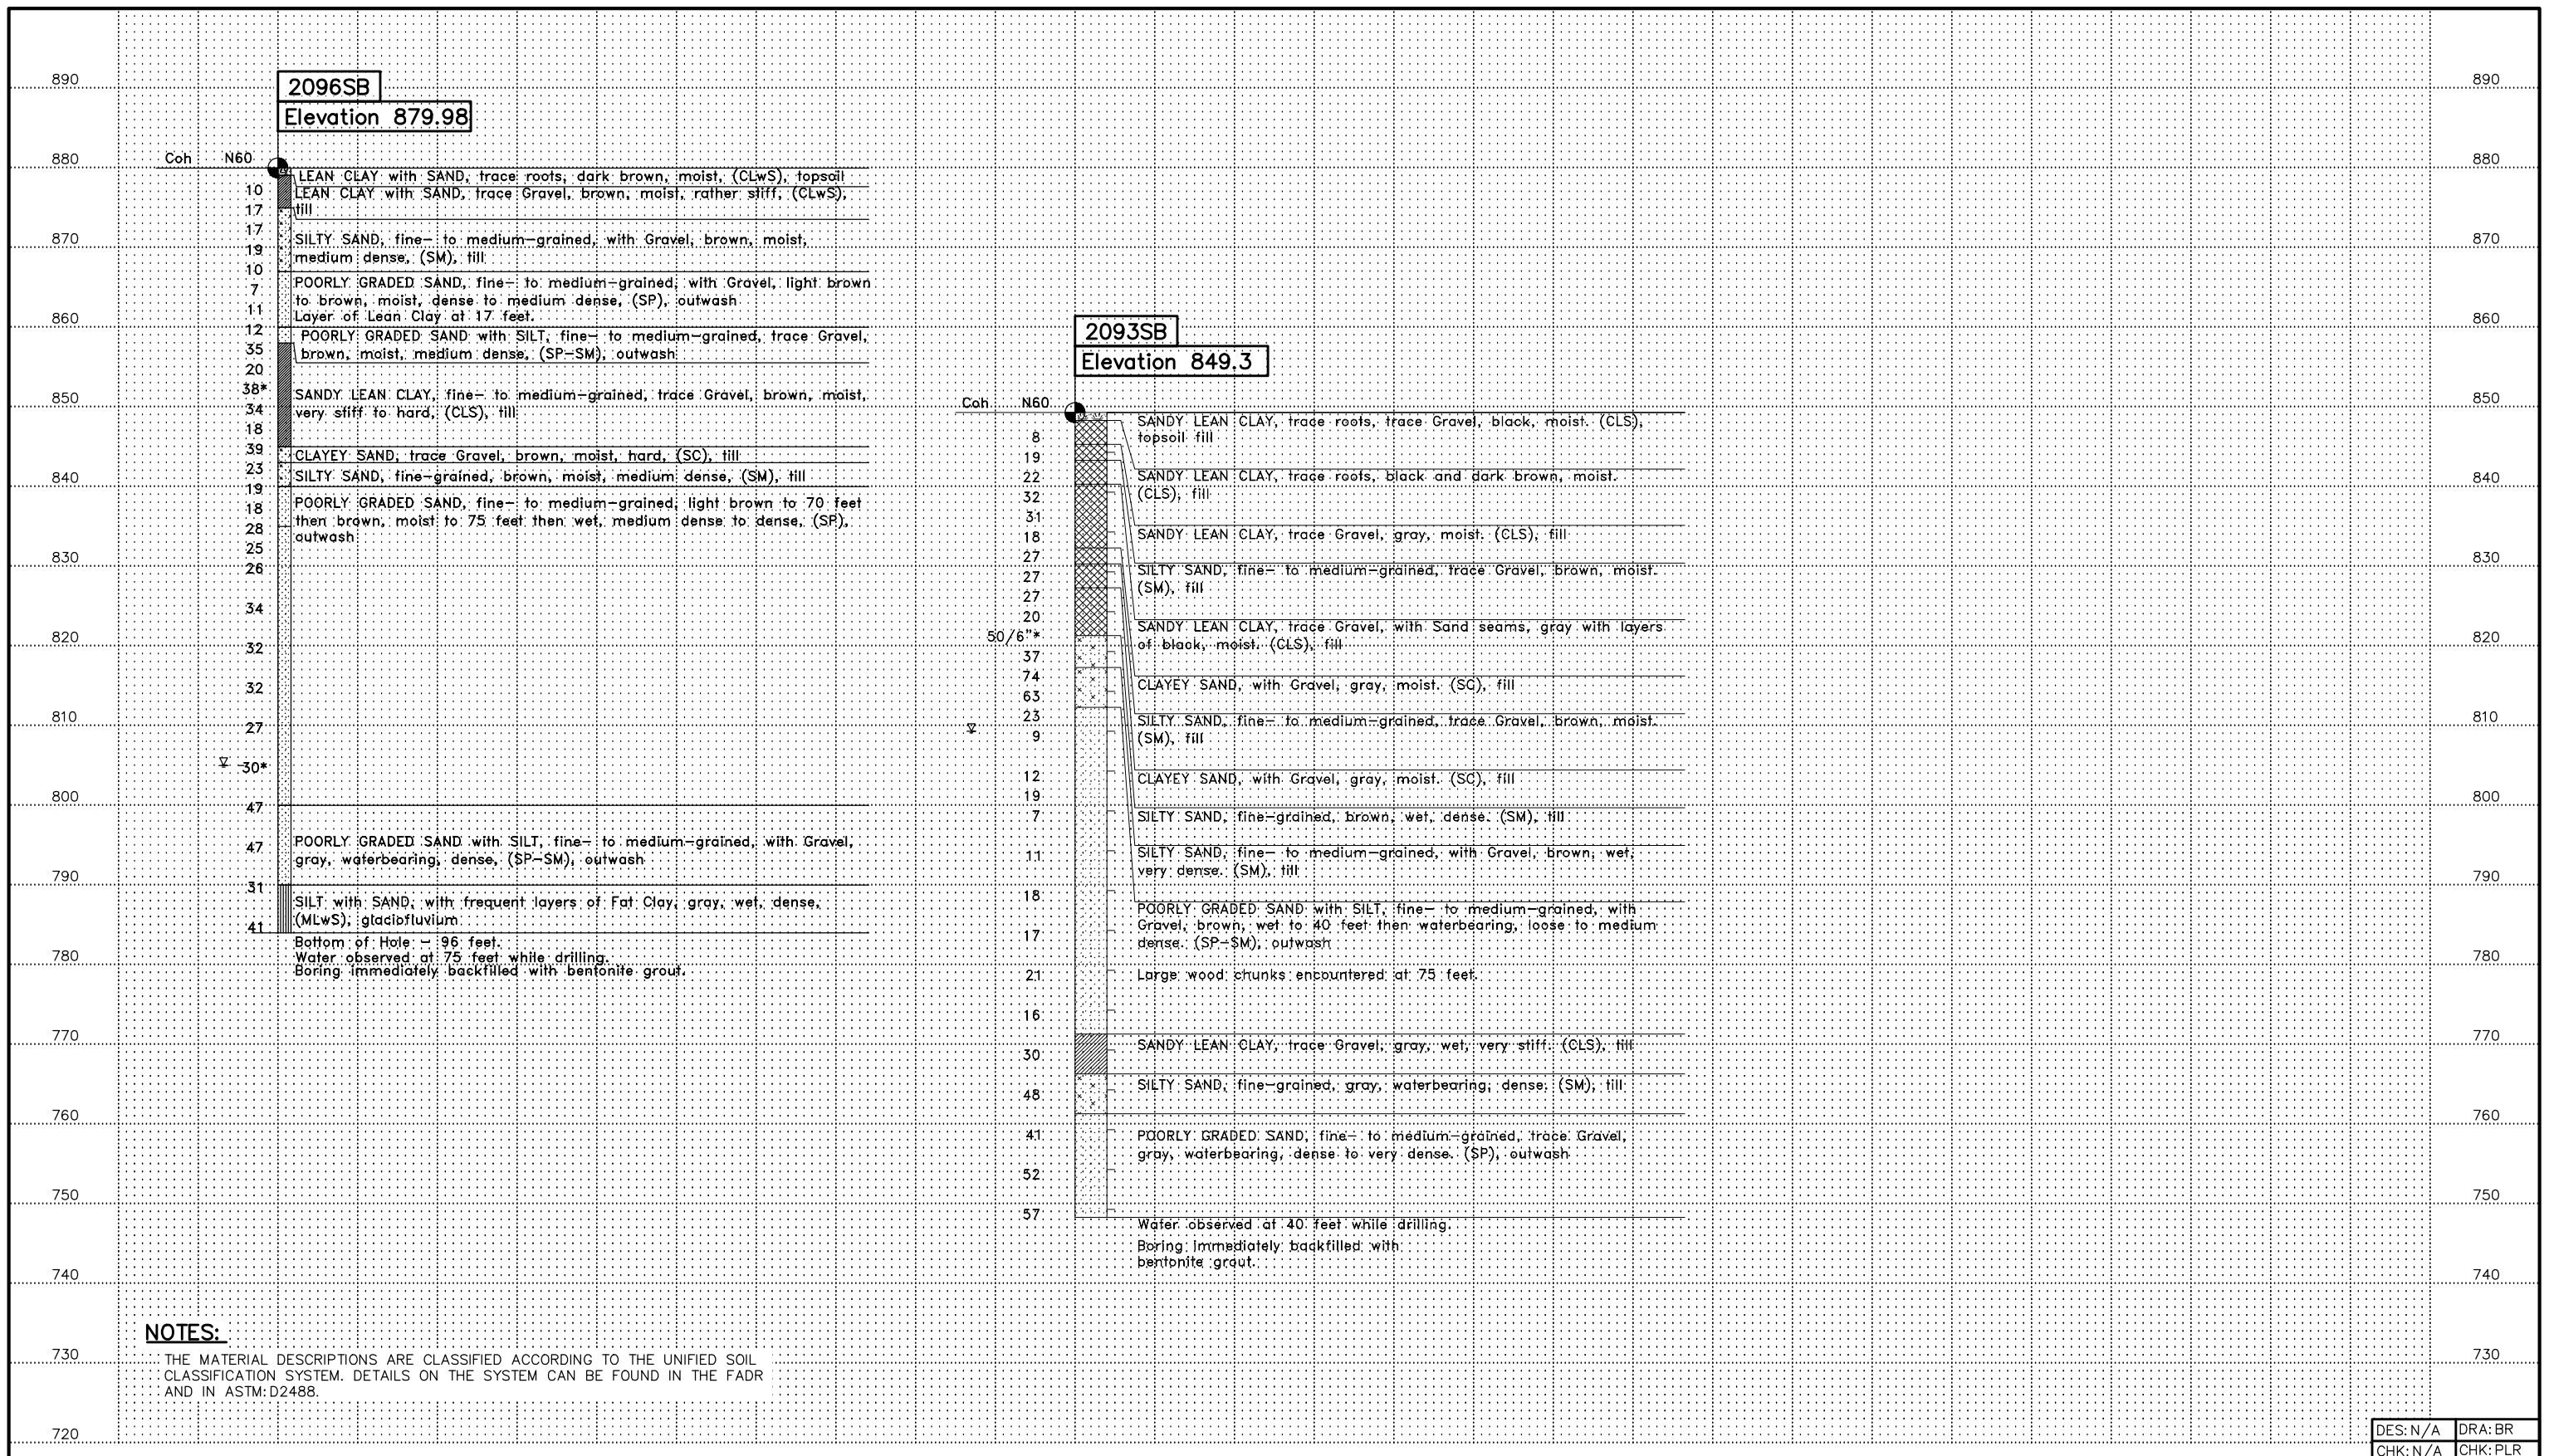 890
880
870
860
850
840
830
820
810
800
790
780
770
760
750
740
730
720
2096SB
Elevation 879.98
Coh N60
10
17
17
19
10
7
11
12
35
20
38*
34
18
39
23
19
18
28
25
26
34
32
32
27
30*
47
47
31
41
LEAN CLAY with SAND, trace roots, dark brown, moist, (CLwS), topsoil
LEAN CLAY with SAND, trace Gravel, brown, moist, rather stiff, (CLwS),
till
SILTY SAND, fine- to medium-grained, with Gravel, brown, moist,
medium dense, (SM), till
POORLY GRADED SAND, fine- to medium-grained, with Gravel, light brown
to brown, moist, dense to medium dense, (SP), outwash
Layer of Lean Clay at 17 feet.
POORLY GRADED SAND with SILT, fine- to medium-grained, trace Gravel,
brown, moist, medium dense, (SP-SM), outwash
SANDY LEAN CLAY, fine- to medium-grained, trace Gravel, brown, moist,
very stiff to hard, (CLS), till
CLAYEY SAND, trace Gravel, brown, moist, hard, (SC), till
SILTY SAND, fine-grained, brown, moist, medium dense, (SM), till
POORLY GRADED SAND, fine- to medium-grained, light brown to 70 feet
then brown, moist to 75 feet then wet, medium dense to dense, (SP),
outwash
POORLY GRADED SAND with SILT, fine- to medium-grained, with Gravel,
gray, waterbearing, dense, (SP-SM), outwash
SILT with SAND, with frequent layers of Fat Clay, gray, wet, dense,
(MLwS), glaciofluvium
Bottom of Hole - 96 feet.
Water observed at 75 feet while drilling.
Boring immediately backfilled with bentonite grout.
2093SB
Elevation 849.3
Coh N60
8
19
22
32
31
18
27
27
27
20
50/6"*
37
74
63
23
9
12
19
7
11
18
17
21
16
30
48
41
52
57
SANDY LEAN CLAY, trace roots, trace Gravel, black, moist. (CLS),
topsoil fill
SANDY LEAN CLAY, trace roots, black and dark brown, moist.
(CLS), fill
SANDY LEAN CLAY, trace Gravel, gray, moist. (CLS), fill
SILTY SAND, fine- to medium-grained, trace Gravel, brown, moist.
(SM), fill
SANDY LEAN CLAY, trace Gravel, with Sand seams, gray with layers
of black, moist. (CLS), fill
CLAYEY SAND, with Gravel, gray, moist. (SC), fill
SILTY SAND, fine- to medium-grained, trace Gravel, brown, moist.
(SM), fill
CLAYEY SAND, with Gravel, gray, moist. (SC), fill
SILTY SAND, fine-grained, brown, wet, dense. (SM), till
SILTY SAND, fine- to medium-grained, with Gravel, brown, wet,
very dense. (SM), till
POORLY GRADED SAND with SILT, fine- to medium-grained, with
Gravel, brown, wet to 40 feet then waterbearing, loose to medium
dense. (SP-SM), outwash
Large wood chunks encountered at 75 feet.
SANDY LEAN CLAY, trace Gravel, gray, wet, very stiff. (CLS), till
SILTY SAND, fine-grained, gray, waterbearing, dense. (SM), till
POORLY GRADED SAND, fine- to medium-grained, trace Gravel,
gray, waterbearing, dense to very dense. (SP), outwash
Water observed at 40 feet while drilling.
Boring immediately backfilled with
bentonite grout.
890
880
870
860
850
840
830
820
810
800
790
780
770
760
750
740
730
NOTES:
THE MATERIAL DESCRIPTIONS ARE CLASSIFIED ACCORDING TO THE UNIFIED SOIL
CLASSIFICATION SYSTEM. DETAILS ON THE SYSTEM CAN BE FOUND IN THE FADR
AND IN ASTM:D2488.
DES: N/A DRA: BR
CHK: N/A CHK: PLR